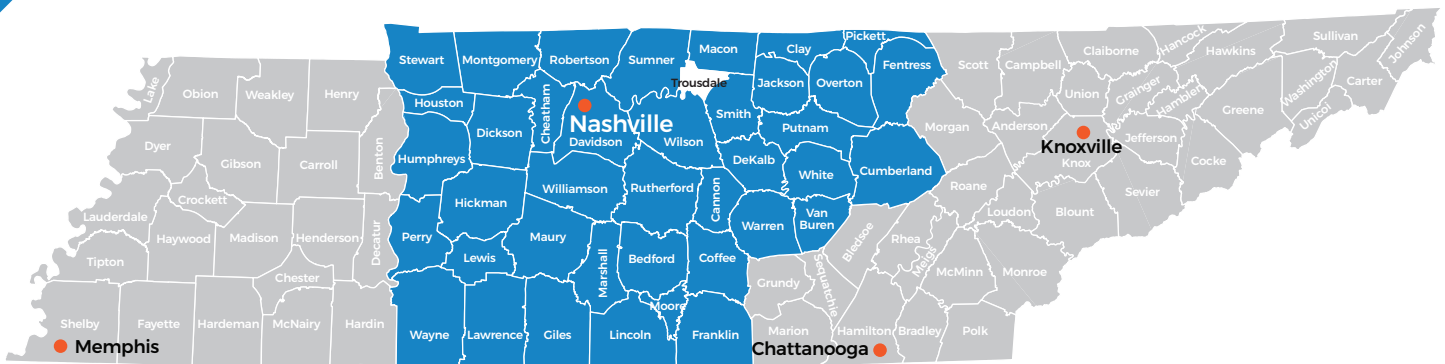 Stewart
Montgomery
Robertson
Sumner
Macon
Clay
Pickett
Fentress
Scott
Campbell
Claiborne
Hancock
Hawkins
Sullivan
Johnson
Lake
Obion
Weakley
Henry
Houston
Cheatham
Trousdale
Jackson
Overton
Union
Grainger
Hamblen
Greene
Washington
Unicoi
Carter
Dickson
Nashville
Davidson
Wilson
Smith
Putnam
Morgan
Anderson
Knoxville
Knox
Jefferson
Cocke
Dyer
Gibson
Carroll
Benton
Humphreys
Williamson
Rutherford
Cannon
DeKalb
White
Cumberland
Roane
Loudon
Blount
Sevier
Lauderdale
Crockett
Haywood
Madison
Henderson
Decatur
Perry
Hickman
Lewis
Maury
Marshall
Bedford
Coffee
Warren
Van
Buren
Bledsoe
Rhea
Meigs
McMinn
Monroe
Tipton
Chester
Grundy
Sequatchie
Shelby
Fayette
Hardeman
McNairy
Hardin
Wayne
Lawrence
Giles
Lincoln
Moore
Franklin
Marion
Hamilton
Bradley
Polk
Memphis
Chattanooga